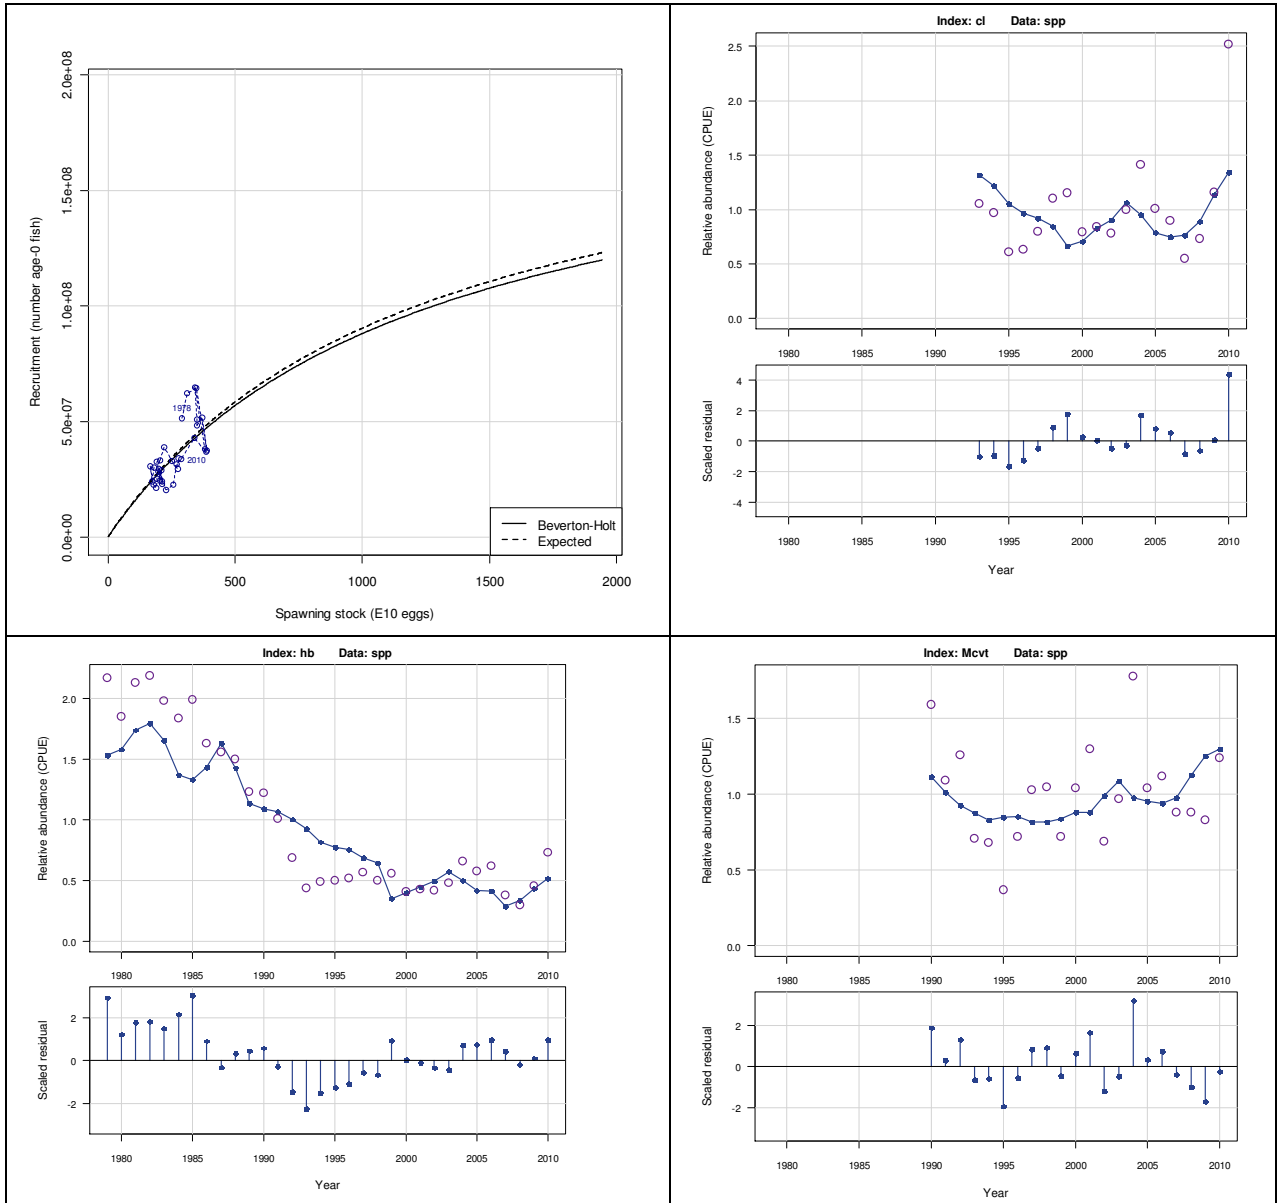 2.0e+08
1.5e+08
1.0e+08
5.0e+07
0.0e+00
Recruitment (number age-0 fish)
1978
2010
Beverton-Holt
Expected
0 500 1000 1500 2000
Spawning stock (E10 eggs)
Index: cl Data: spp
2.5
2.0
1.5
1.0
0.5
0.0
Relative abundance (CPUE)
1980 1985 1990 1995 2000 2005 2010
4
2
0
-2
-4
Scaled residual
1980 1985 1990 1995 2000 2005 2010
Year
Index: hb Data: spp
2.0
1.5
1.0
0.5
0.0
Relative abundance (CPUE)
1980 1985 1990 1995 2000 2005 2010
2
0
-2
Scaled residual
1980 1985 1990 1995 2000 2005 2010
Year
Index: Mcvt Data: spp
1.5
1.0
0.5
0.0
Relative abundance (CPUE)
1980 1985 1990 1995 2000 2005 2010
2
0
-2
Scaled residual
1980 1985 1990 1995 2000 2005 2010
Year